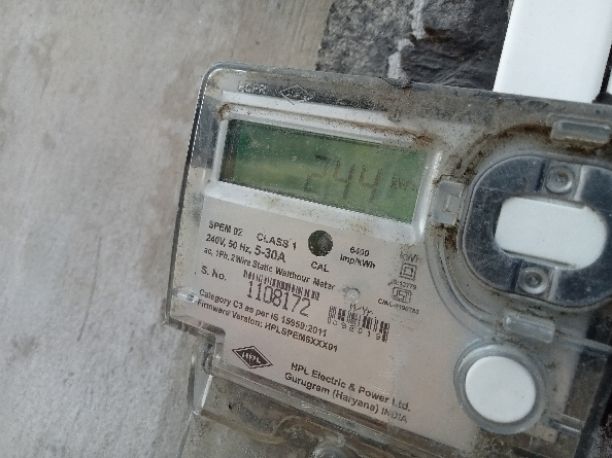 244
SPEM 02 CLASS 1 6400
240V, 50 Hz, 5-30A imp/kWh
CAL
ac, 1Ph, 2 Wire Static Watthour Meter
S. No.
1108172
Category C3 as per IS 15959:2011
Firmware Version: HPLSPEM6XXX01
HPL
HPL Electric & Power Ltd.
Gurugram (Haryana) INDIA